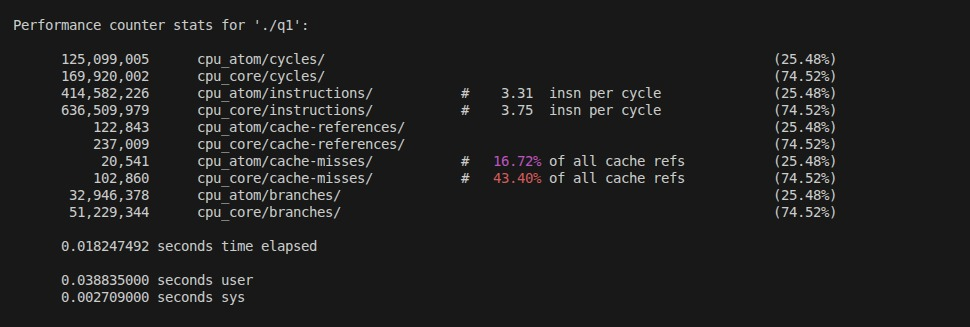 Performance counter stats for './q1':
125,099,005 cpu_atom/cycles/ (25.48%)
169,920,002 cpu_core/cycles/ (74.52%)
414,582,226 cpu_atom/instructions/ # 3.31 insn per cycle (25.48%)
636,509,979 cpu_core/instructions/ # 3.75 insn per cycle (74.52%)
122,843 cpu_atom/cache-references/ (25.48%)
237,009 cpu_core/cache-references/ (74.52%)
20,541 cpu_atom/cache-misses/ # 16.72% of all cache refs (25.48%)
102,860 cpu_core/cache-misses/ # 43.40% of all cache refs (74.52%)
32,946,378 cpu_atom/branches/ (25.48%)
51,229,344 cpu_core/branches/ (74.52%)
0.018247492 seconds time elapsed
0.038835000 seconds user
0.002709000 seconds sys